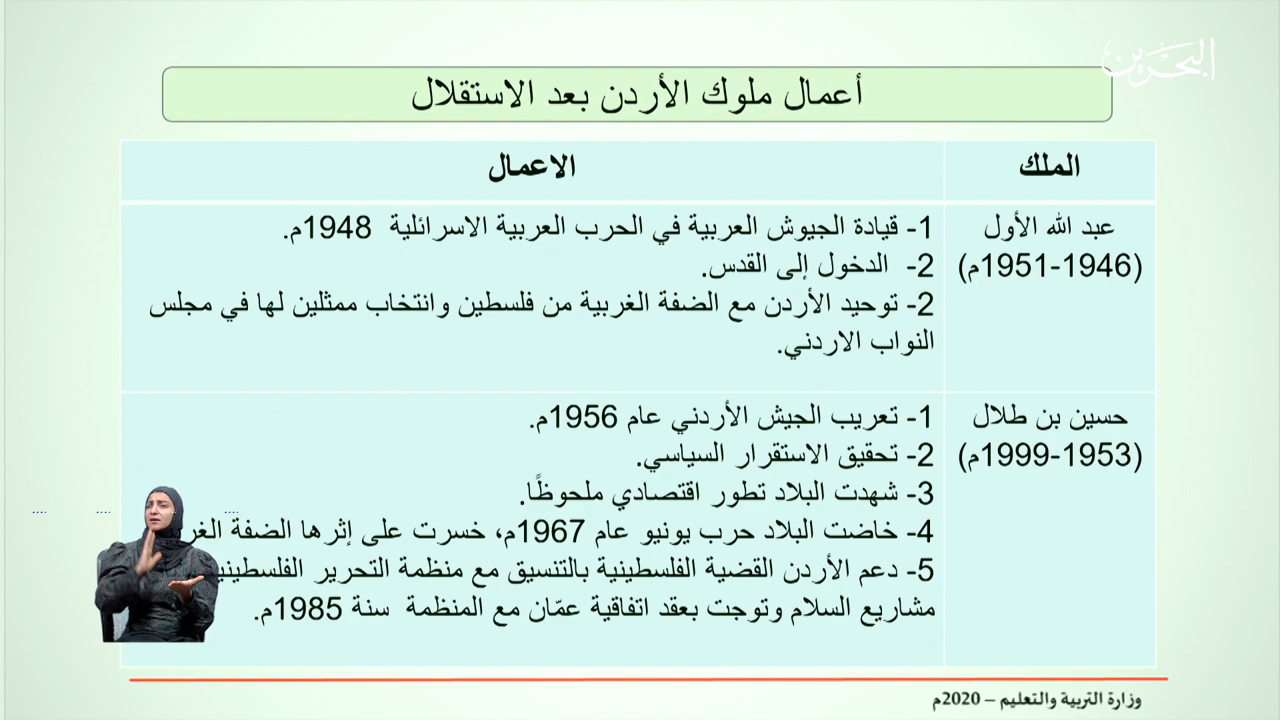 البحرين
أعمال ملوك الأردن بعد الاستقلال
الملك
الاعمال
عبد الله الأول
(1946-1951م)
1- قيادة الجيوش العربية في الحرب العربية الاسرائلية 1948م.
2- الدخول إلى القدس.
2- توحيد الأردن مع الضفة الغربية من فلسطين وانتخاب ممثلين لها في مجلس
النواب الاردني.
حسين بن طلال
(1953-1999م)
1- تعريب الجيش الأردني عام 1956م.
2- تحقيق الاستقرار السياسي.
3- شهدت البلاد تطور اقتصادي ملحوظًا.
4- خاضت البلاد حرب يونيو عام 1967م، خسرت على إثرها الضفة
5- دعم الأردن القضية الفلسطينية بالتنسيق مع منظمة التحرير
مشاريع السلام وتوجت بعقد اتفاقية عمّان مع المنظمة سنة 1985م.
وزارة التربية والتعليم – 2020م